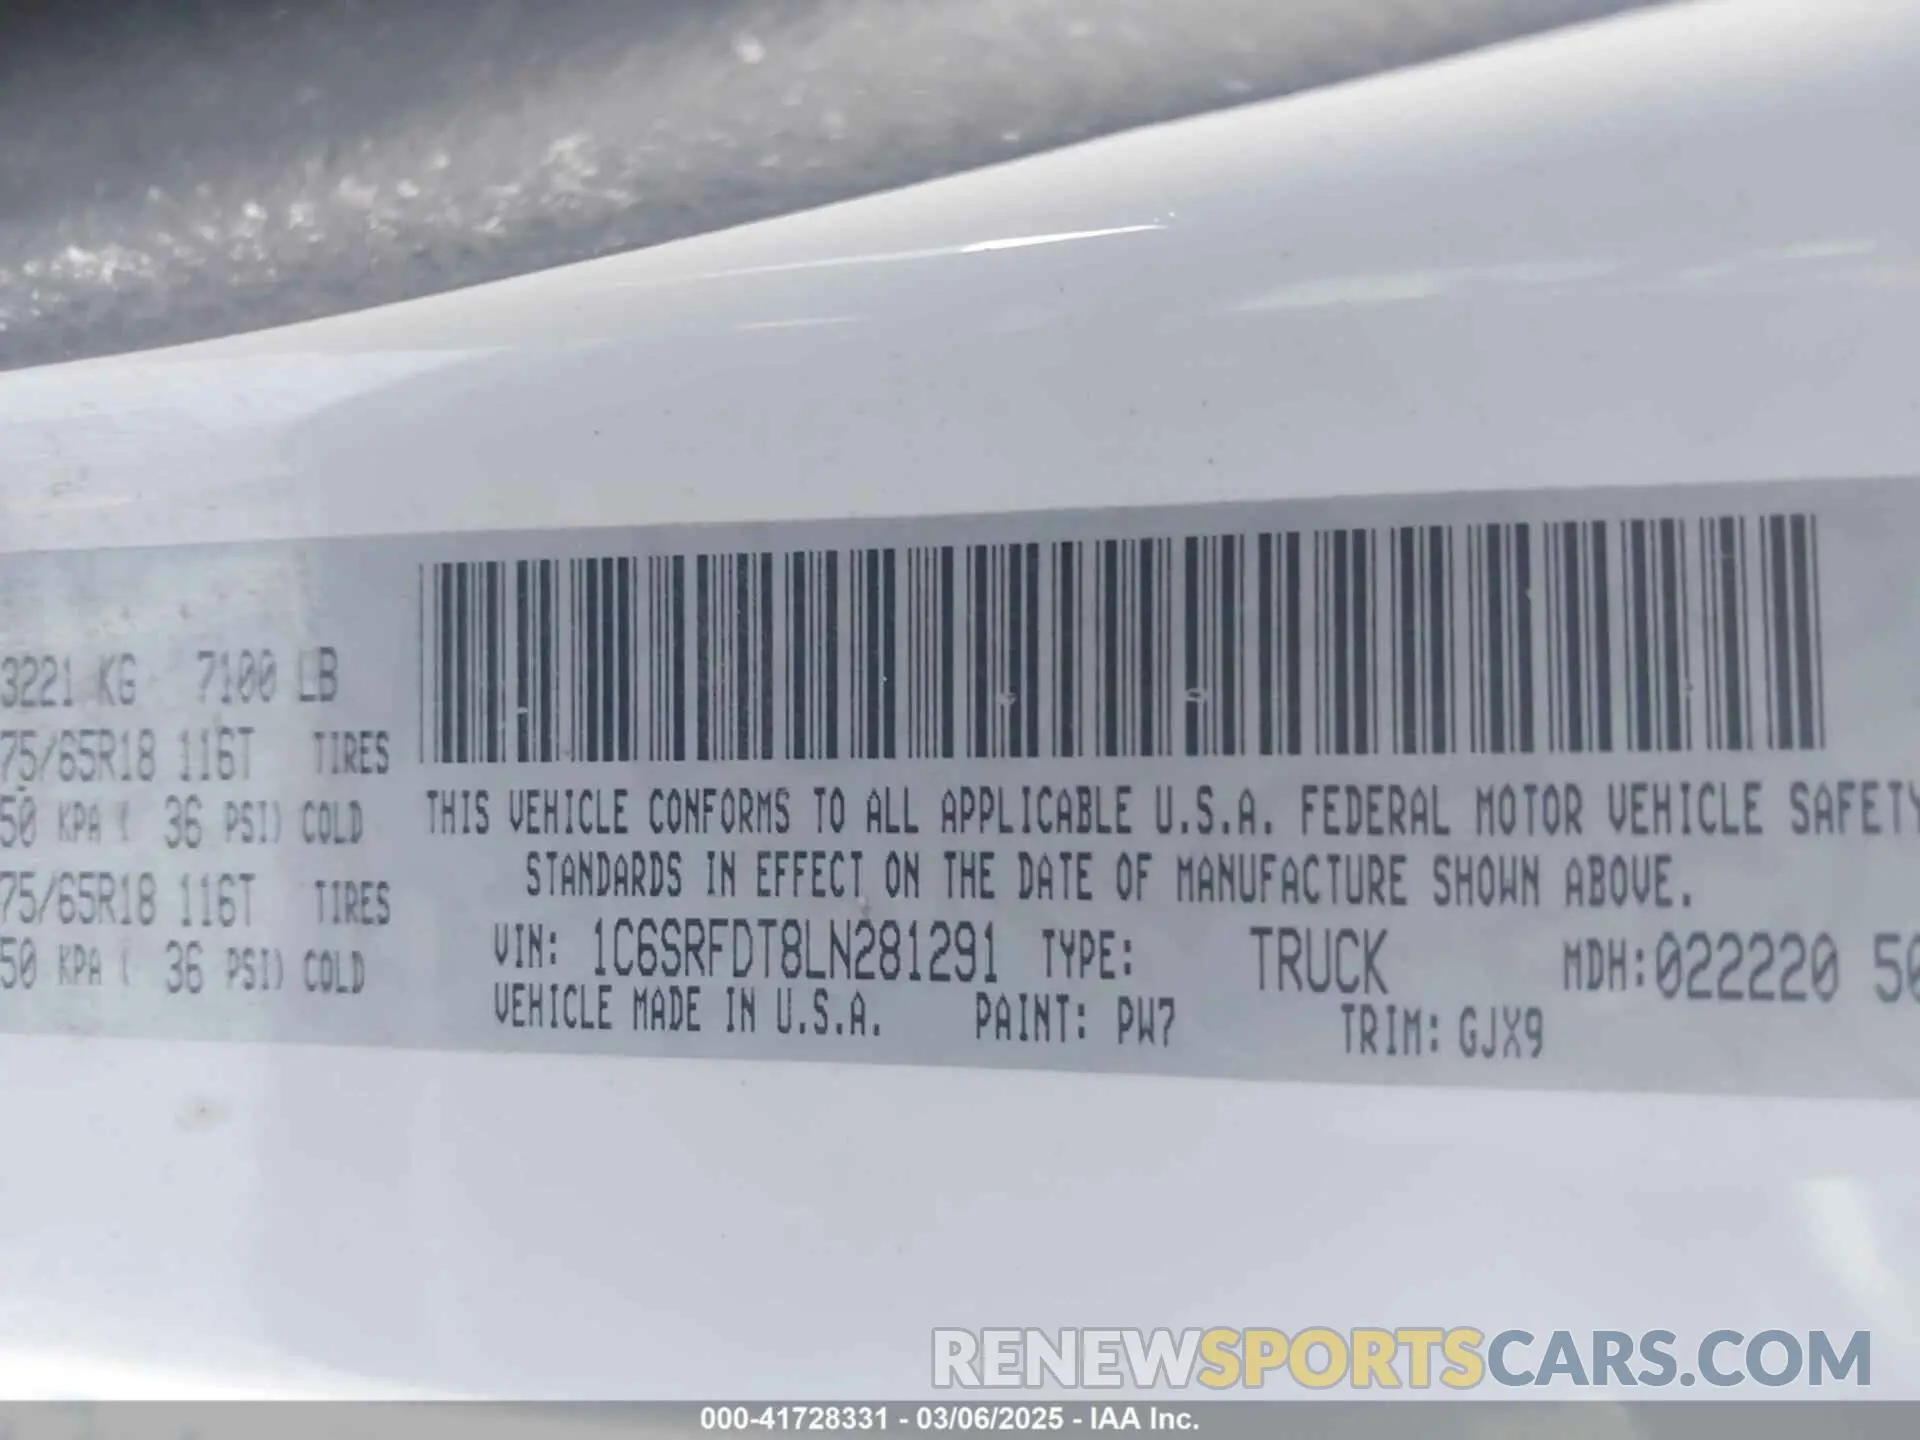 3221 KG 7100 LB
75/65R18 116T TIRES
50 KPA ( 36 PSI) COLD
75/65R18 116T TIRES
50 KPA ( 36 PSI) COLD
THIS VEHICLE CONFORMS TO ALL APPLICABLE U.S.A. FEDERAL MOTOR VEHICLE SAFETY
STANDARDS IN EFFECT ON THE DATE OF MANUFACTURE SHOWN ABOVE.
VIN: 1C6SRFDT8LN281291 TYPE: TRUCK MDH:022220 50
VEHICLE MADE IN U.S.A. PAINT: PW7 TRIM: GJX9
RENEWSPORTSCARS.COM
000-41728331 - 03/06/2025 - IAA Inc.